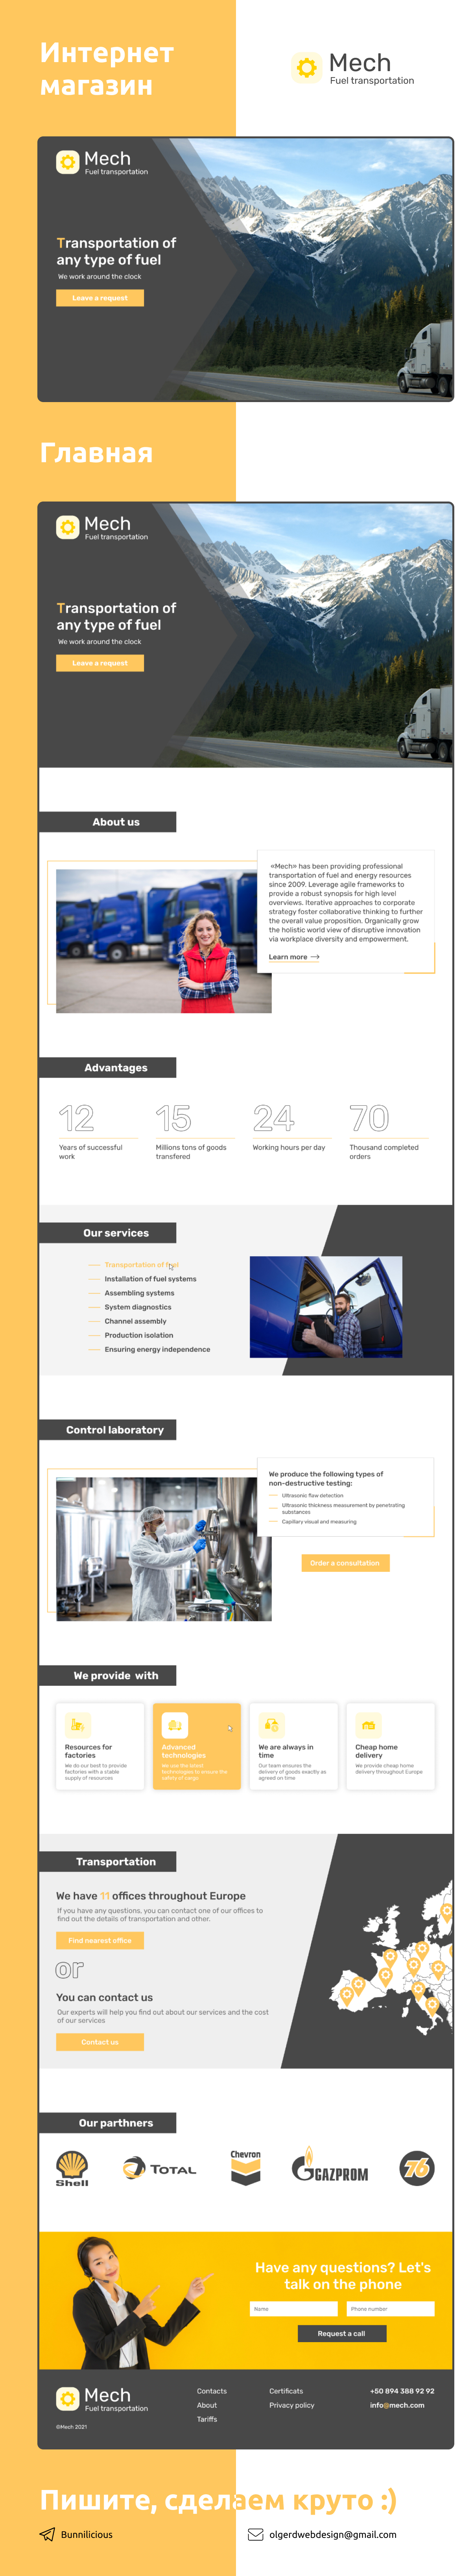 Интернет
магазин
Mech
Fuel transportation
Mech
Fuel transportation
Transportation of
any type of fuel
We work around the clock
Leave a request
Главная
Mech
Fuel transportation
Transportation of
any type of fuel
We work around the clock
Leave a request
About us
«Mech» has been providing professional
transportation of fuel and energy resources
since 2009. Leverage agile frameworks to
provide a robust synopsis for high level
overviews. Iterative approaches to corporate
strategy foster collaborative thinking to further
the overall value proposition. Organically grow
the holistic world view of disruptive innovation
via workplace diversity and empowerment.
Learn more
Advantages
12
Years of successful
work
15
Millions tons of goods
transfered
24
Working hours per day
70
Thousand completed
orders
Our services
Transportation of fuel
Installation of fuel systems
Assembling systems
System diagnostics
Channel assembly
Production isolation
Ensuring energy independence
Control laboratory
We produce the following types of
non-destructive testing:
Ultrasonic flaw detection
Ultrasonic thickness measurement by penetrating
substances
Capillary visual and measuring
Order a consultation
We provide with
Resources for
factories
We do our best to provide
factories with a stable
supply of resources
Advanced
technologies
We use the latest
technologies to ensure the
safety of cargo
We are always in
time
Our team ensures the
delivery of goods exactly as
agreed on time
Cheap home
delivery
We provide cheap home
delivery throughout Europe
Transportation
We have 11 offices throughout Europe
If you have any questions, you can contact one of our offices to
find out the details of transportation and other.
Find nearest office
or
You can contact us
Our experts will help you find out about our services and the cost
of our services
Contact us
Our parthners
Shell
TOTAL
Chevron
GAZPROM
76
Have any questions? Let's
talk on the phone
Name
Phone number
Request a call
Mech
Fuel transportation
©Mech 2021
Contacts
About
Tariffs
Certificats
Privacy policy
+50 894 388 92 92
info@mech.com
Пишите, сделаем круто :)
Bunnilicious
olgerdwebdesign@gmail.com